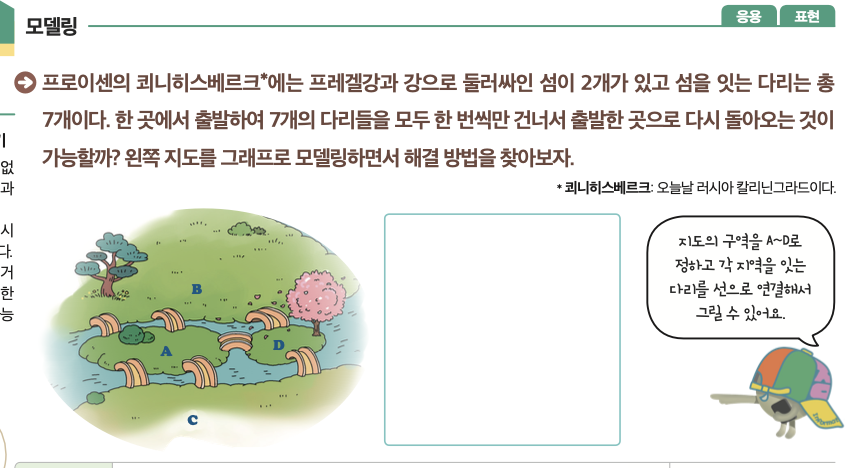 모델링
응용
표현
프로이센의 쾨니히스베르크*에는 프레겔강과 강으로 둘러싸인 섬이 2개가 있고 섬을 잇는 다리는 총
7개이다. 한 곳에서 출발하여 7개의 다리들을 모두 한 번씩만 건너서 출발한 곳으로 다시 돌아오는 것이
가능할까? 왼쪽 지도를 그래프로 모델링하면서 해결 방법을 찾아보자.
* 쾨니히스베르크: 오늘날 러시아 칼리닌그라드이다.
없
과
시
다.
거
한
능
B
A
D
C
지도의 구역을 A~D로
정하고 각 지역을 잇는
다리를 선으로 연결해서
그릴 수 있어요.